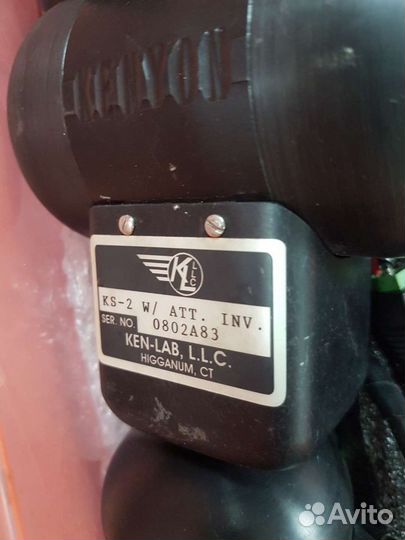 KENYON
KL LLC
KS-2 W/ ATT. INV.
SER. NO. 0802A83
KEN-LAB, L.L.C.
HIGGANUM, CT
Avito